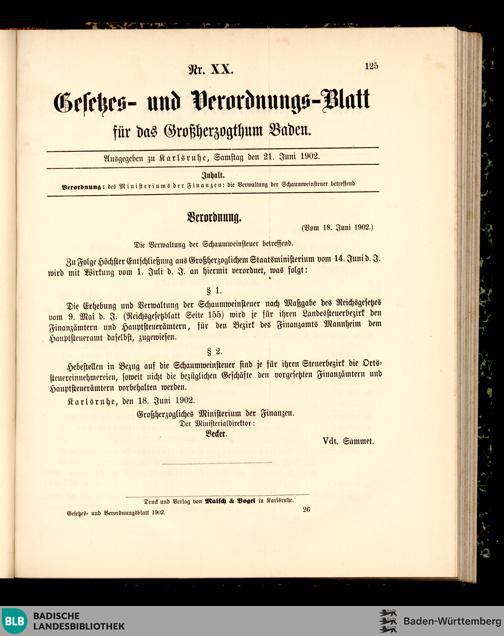 Nr. XX.
125
Gesetzes- und Verordnungs-Blatt
für das Großherzogthum Baden.
Ausgegeben zu Karlsruhe, Samstag den 21. Juni 1902.
Inhalt.
Verordnung: des Ministeriums der Finanzen: die Verwaltung der Schaumweinsteuer betreffend.
Verordnung.
(Vom 18. Juni 1902.)
Die Verwaltung der Schaumweinsteuer betreffend.
Zu Folge Höchster Entschließung aus Großherzoglichem Staatsministerium vom 14. Juni d. J.
wird mit Wirkung vom 1. Juli d. J. an hiermit verordnet, was folgt:
§ 1.
Die Erhebung und Verwaltung der Schaumweinsteuer nach Maßgabe des Reichsgesetzes
vom 9. Mai d. J. (Reichsgesetzblatt Seite 155) wird je für ihren Landessteuerbezirk den
Finanzämtern und Hauptsteuerämtern, für den Bezirk des Finanzamts Mannheim dem
Hauptsteueramt daselbst, zugewiesen.
§ 2.
Hebestellen in Bezug auf die Schaumweinsteuer sind je für ihren Steuerbezirk die Orts-
steuereinnehmereien, soweit nicht die bezüglichen Geschäfte den vorgesetzten Finanzämtern und
Hauptsteuerämtern vorbehalten werden.
Karlsruhe, den 18. Juni 1902.
Großherzogliches Ministerium der Finanzen.
Der Ministerialdirektor:
Becker.
Vdt. Sammet.
Druck und Verlag von Malsch & Vogel in Karlsruhe.
Gesetzes- und Verordnungsblatt 1902.
26
BLB BADISCHE
LANDESBIBLIOTHEK
Baden-Württemberg